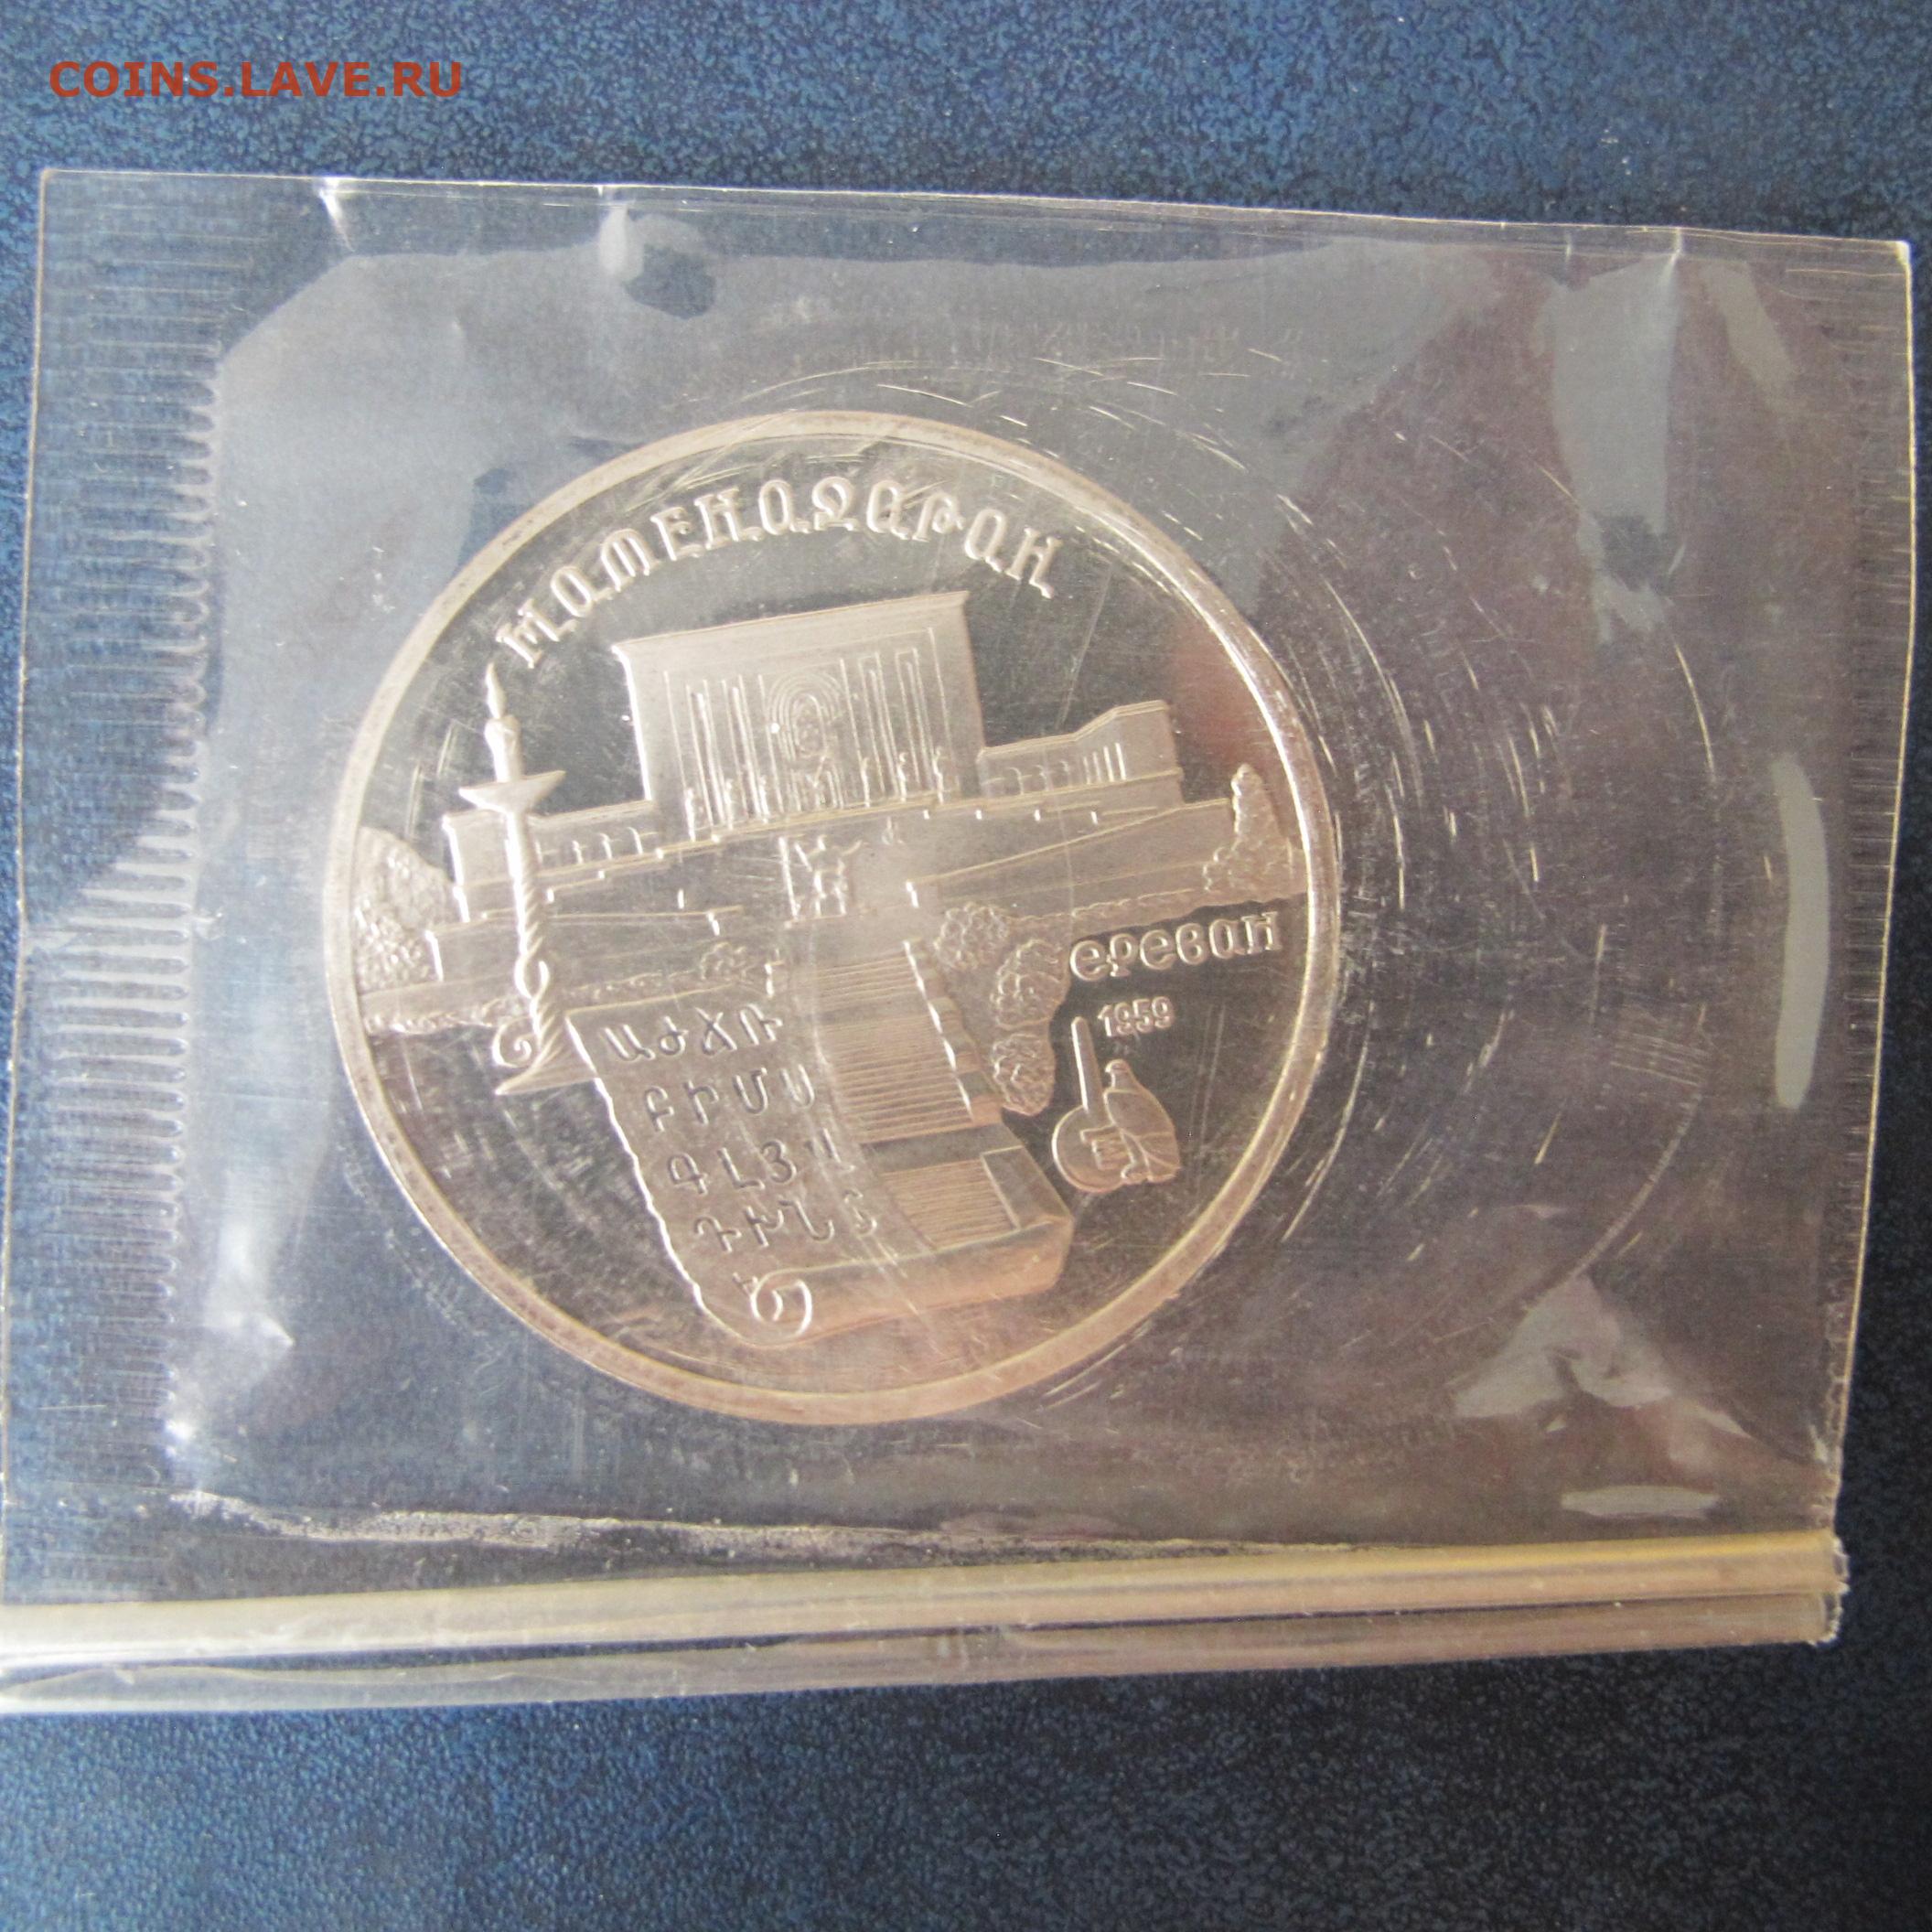 COINS.LAVE.RU
МАТЕНАДАРАН
ЕРЕВАН
1959
Ա Ժ Ճ Ռ
Բ Ի Մ Ս
Գ Լ Յ Վ
Դ Խ Ն Տ